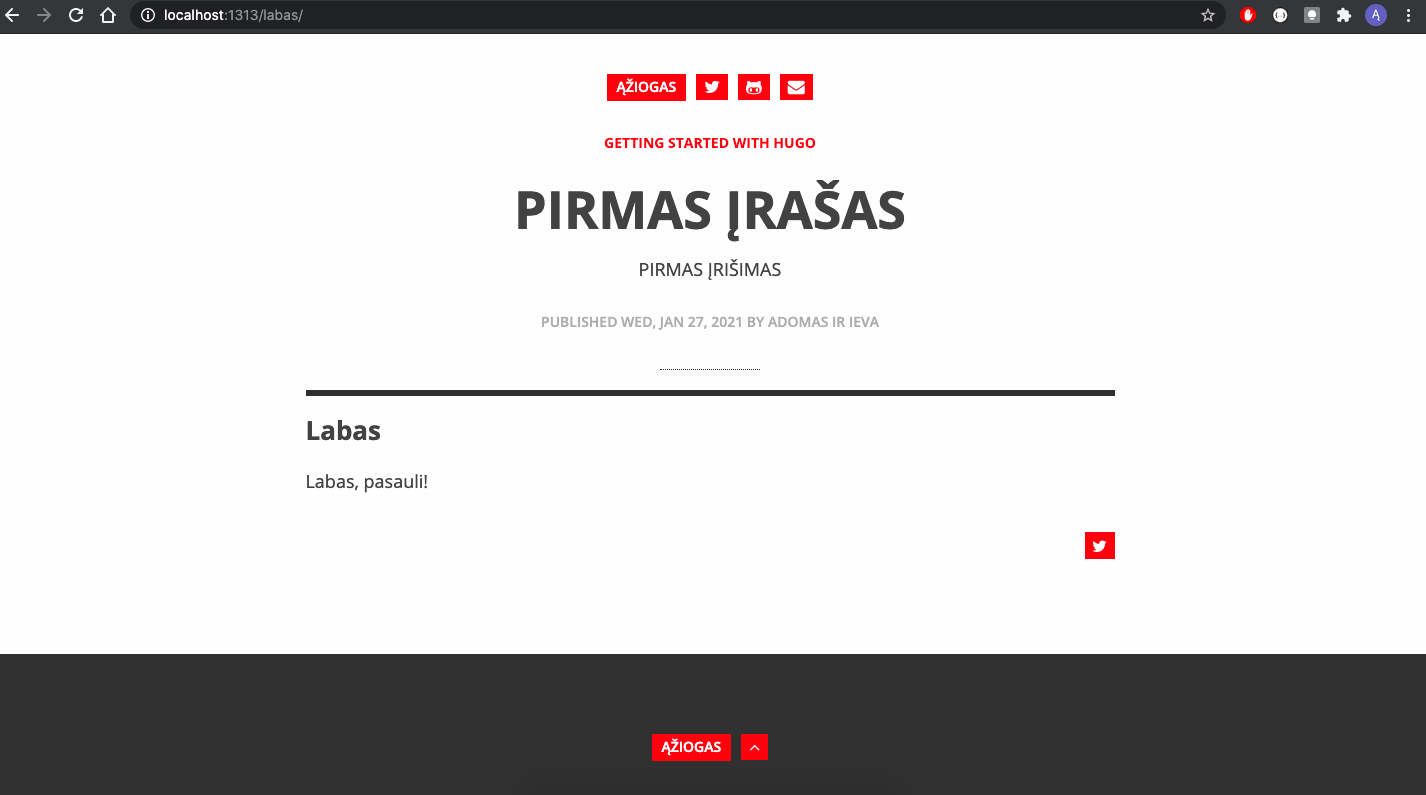 localhost:1313/labas/
Ą
ĄŽIOGAS
GETTING STARTED WITH HUGO
PIRMAS ĮRAŠAS
PIRMAS ĮRIŠIMAS
PUBLISHED WED, JAN 27, 2021 BY ADOMAS IR IEVA
Labas
Labas, pasauli!
ĄŽIOGAS